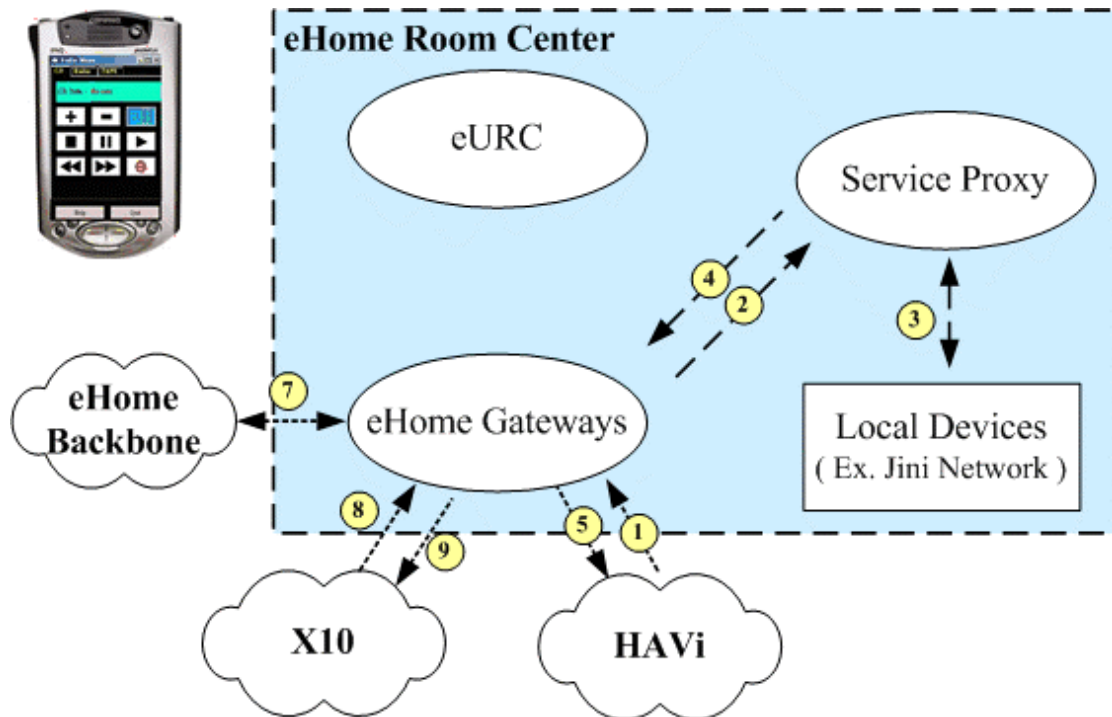 eHome Room Center
eURC
Service Proxy
4
2
3
7
eHome
Backbone
eHome Gateways
Local Devices
( Ex. Jini Network )
8
9
5
1
X10
HAVi